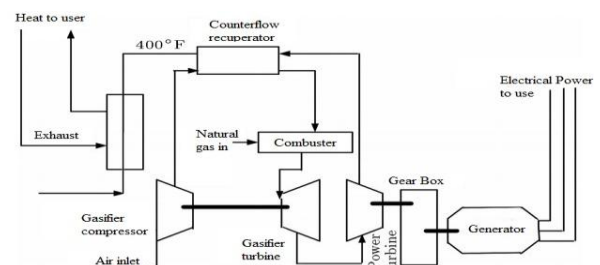 Heat to user
Counterflow
recuperator
400°F
Electrical Power
to use
Exhaust
Natural
gas in
Combuster
Gear Box
Gasifier
compressor
Gasifier
turbine
Power
turbine
Generator
Air inlet